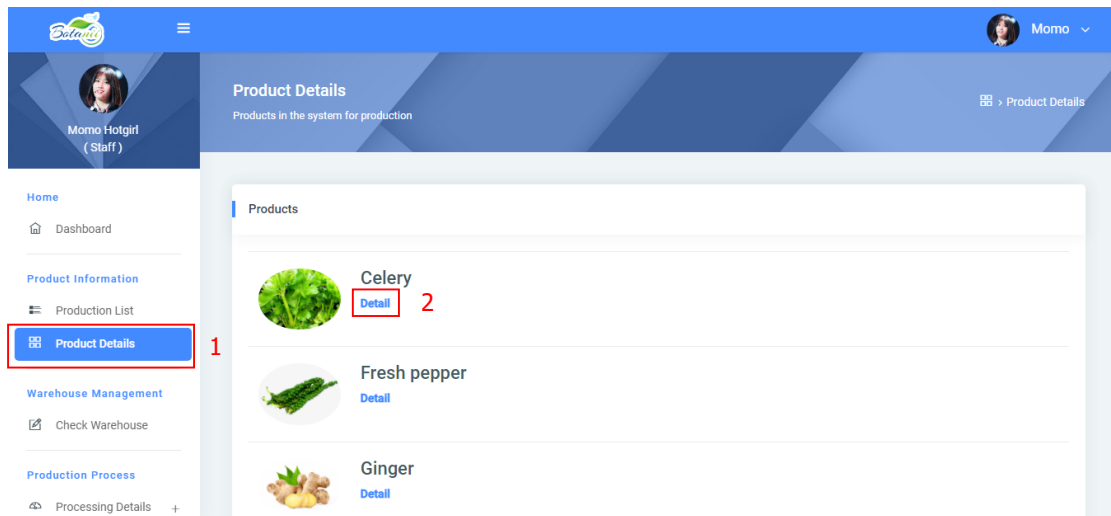 Botanic
Momo
Momo Hotgirl
( Staff )
Product Details
Products in the system for production
› Product Details
Home
Dashboard
Product Information
Production List
Product Details
1
Warehouse Management
Check Warehouse
Production Process
Processing Details +
Products
Celery
Detail
2
Fresh pepper
Detail
Ginger
Detail